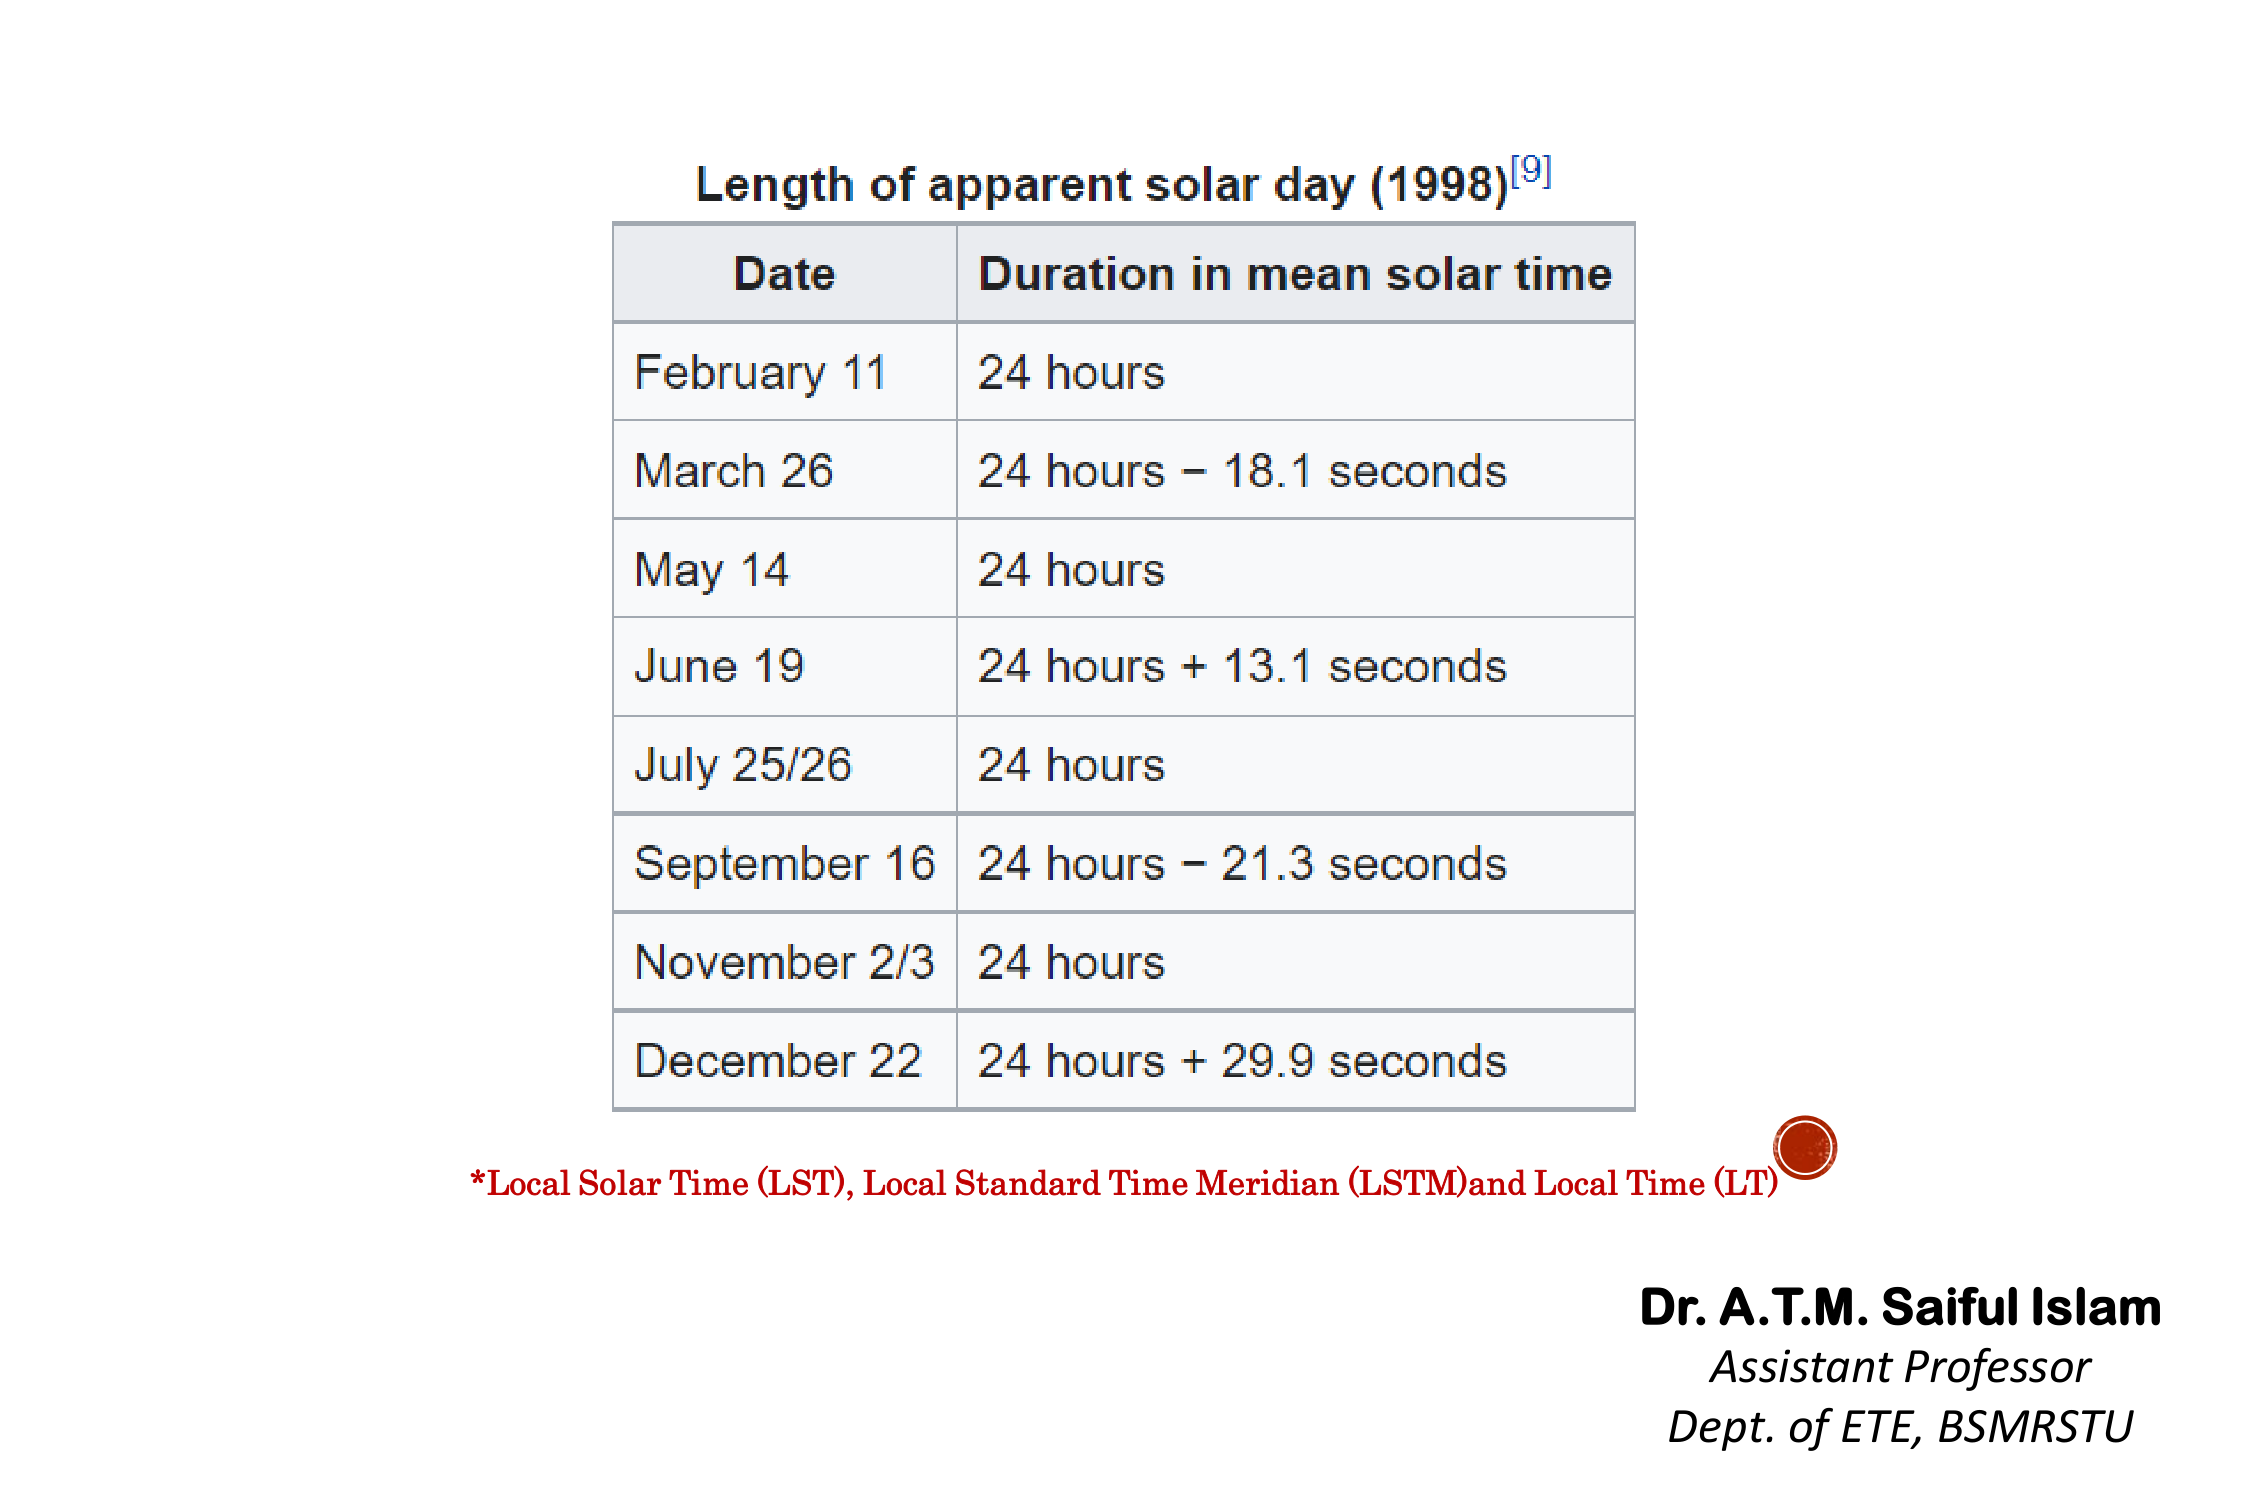 Length of apparent solar day (1998)[9]
Date Duration in mean solar time
February 11 24 hours
March 26 24 hours − 18.1 seconds
May 14 24 hours
June 19 24 hours + 13.1 seconds
July 25/26 24 hours
September 16 24 hours − 21.3 seconds
November 2/3 24 hours
December 22 24 hours + 29.9 seconds
*Local Solar Time (LST), Local Standard Time Meridian (LSTM)and Local Time (LT)
Dr. A.T.M. Saiful Islam
Assistant Professor
Dept. of ETE, BSMRSTU